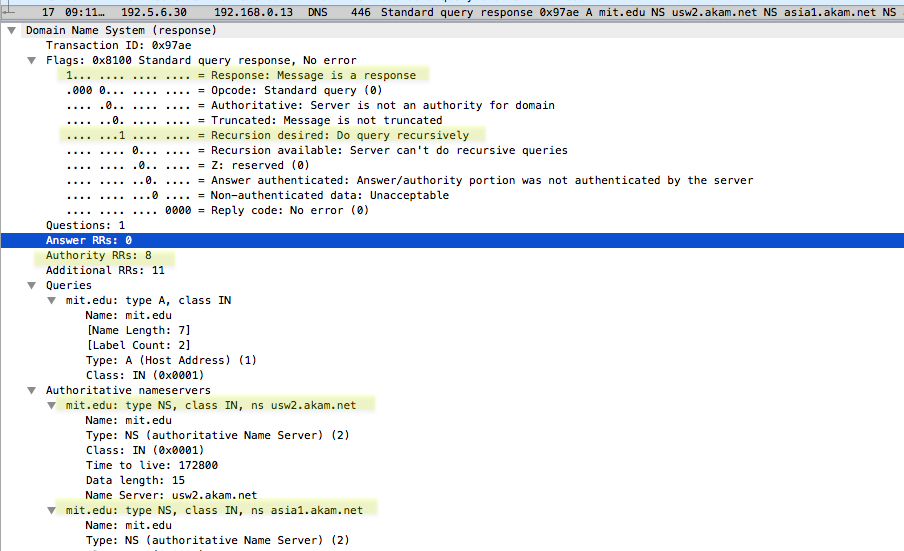 17 09:11… 192.5.6.30 192.168.0.13 DNS 446 Standard query response 0x97ae A mit.edu NS usw2.akam.net NS asia1.akam.net NS
Domain Name System (response)
Transaction ID: 0x97ae
Flags: 0x8100 Standard query response, No error
1... .... .... .... = Response: Message is a response
.000 0... .... .... = Opcode: Standard query (0)
.... .0.. .... .... = Authoritative: Server is not an authority for domain
.... ..0. .... .... = Truncated: Message is not truncated
.... ...1 .... .... = Recursion desired: Do query recursively
.... .... 0... .... = Recursion available: Server can't do recursive queries
.... .... .0.. .... = Z: reserved (0)
.... .... ..0. .... = Answer authenticated: Answer/authority portion was not authenticated by the server
.... .... ...0 .... = Non-authenticated data: Unacceptable
.... .... .... 0000 = Reply code: No error (0)
Questions: 1
Answer RRs: 0
Authority RRs: 8
Additional RRs: 11
Queries
mit.edu: type A, class IN
Name: mit.edu
[Name Length: 7]
[Label Count: 2]
Type: A (Host Address) (1)
Class: IN (0x0001)
Authoritative nameservers
mit.edu: type NS, class IN, ns usw2.akam.net
Name: mit.edu
Type: NS (authoritative Name Server) (2)
Class: IN (0x0001)
Time to live: 172800
Data length: 15
Name Server: usw2.akam.net
mit.edu: type NS, class IN, ns asia1.akam.net
Name: mit.edu
Type: NS (authoritative Name Server) (2)